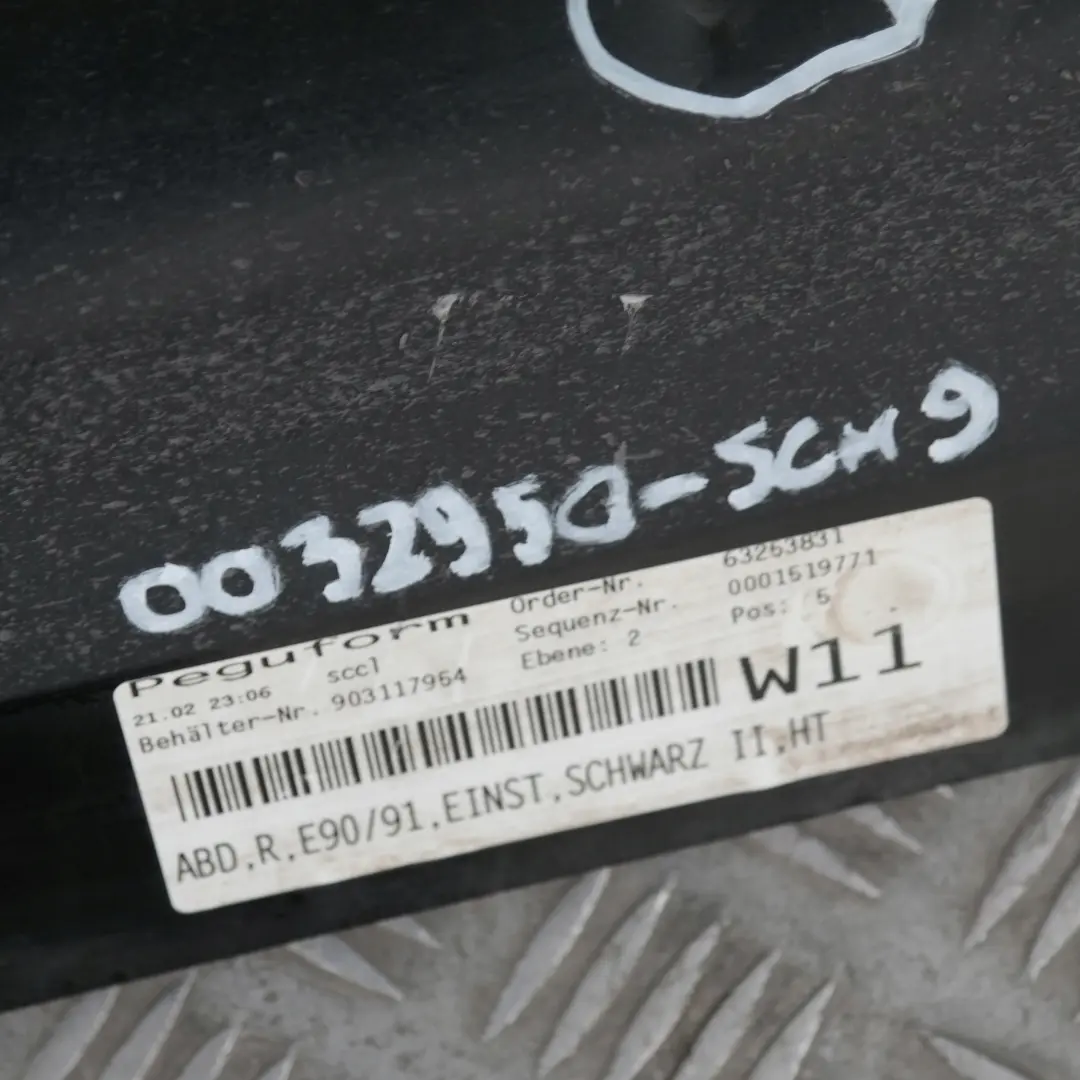 0032950-SCH9
Peguform
21.02 23:06 sccl
Behälter-Nr. 903117954
Order-Nr. 63263831
Sequenz-Nr. 0001519771
Ebene: 2 Pos: 5
W11
ABD.R.E90/91.EINST.SCHWARZ II.HT